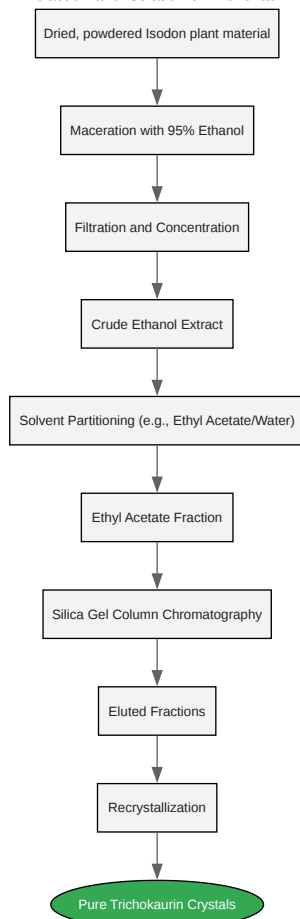 Dried, powdered Isodon plant material
Maceration with 95% Ethanol
Filtration and Concentration
Crude Ethanol Extract
Solvent Partitioning (e.g., Ethyl Acetate/Water)
Ethyl Acetate Fraction
Silica Gel Column Chromatography
Eluted Fractions
Recrystallization
Pure Trichokaurin Crystals